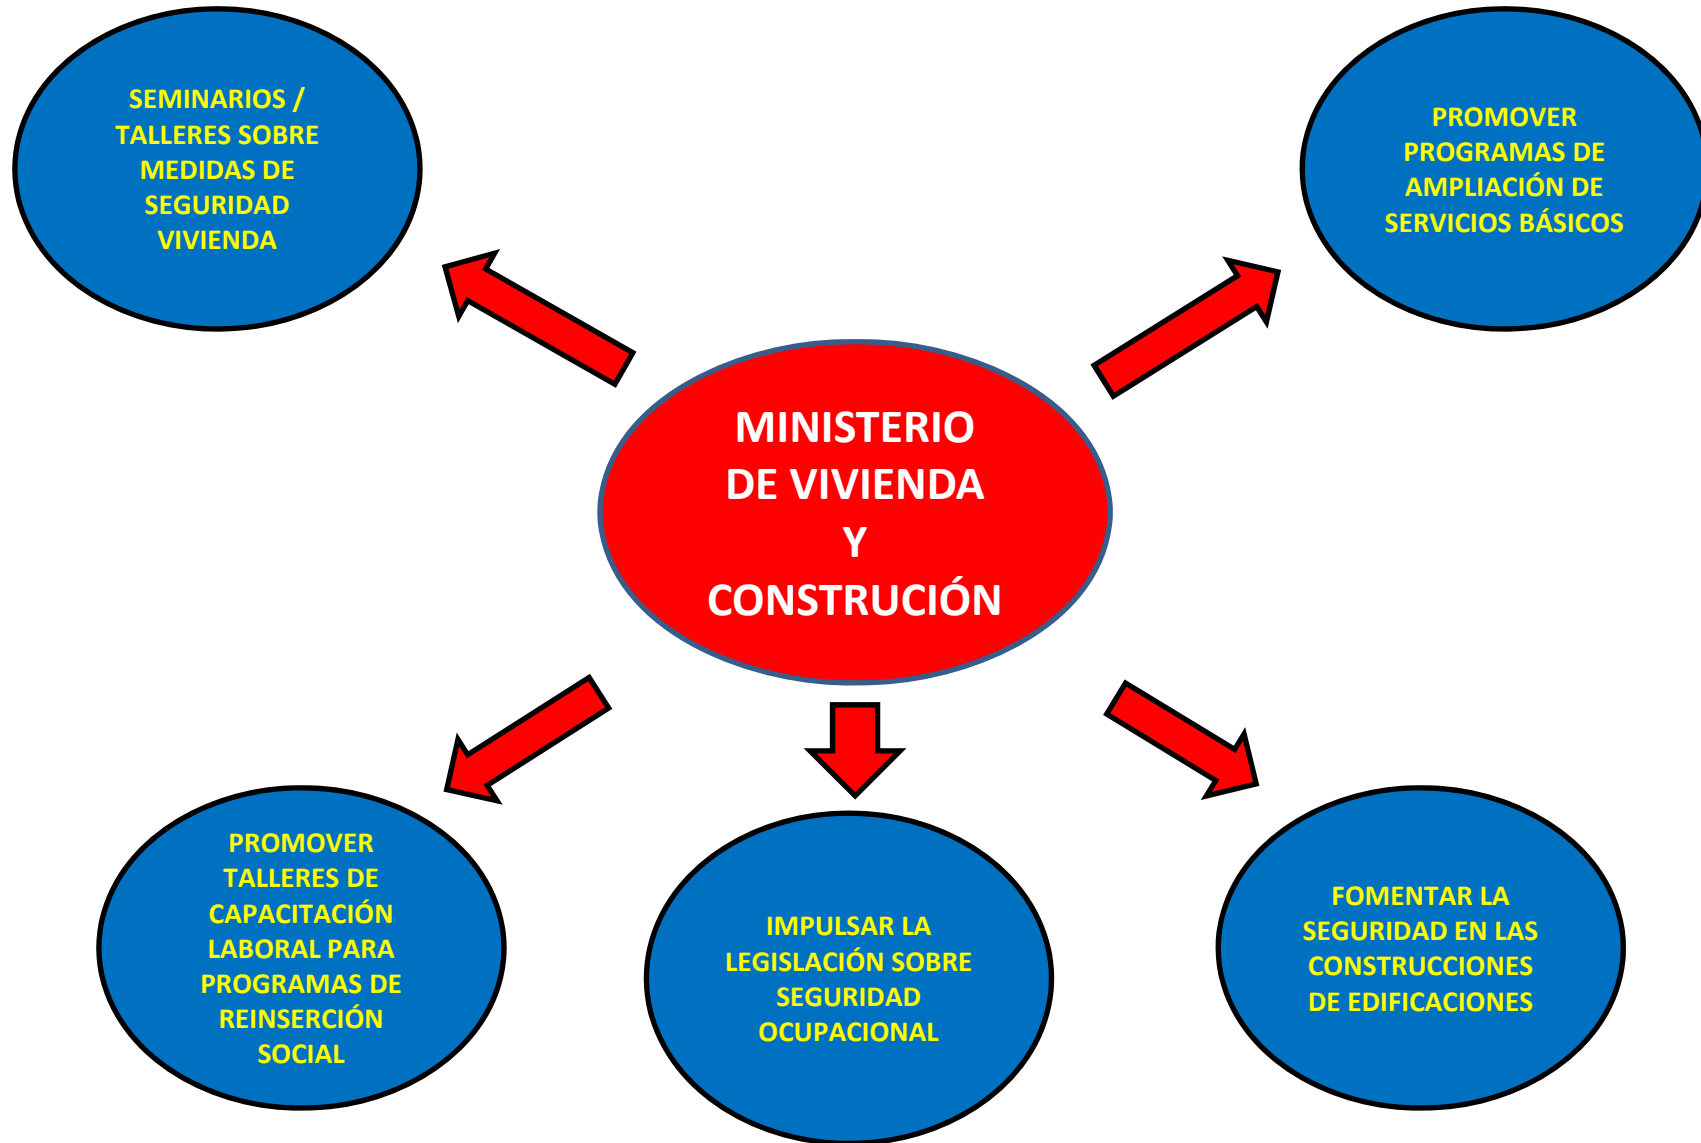 SEMINARIOS /
TALLERES SOBRE
MEDIDAS DE
SEGURIDAD
VIVIENDA
PROMOVER
PROGRAMAS DE
AMPLIACIÓN DE
SERVICIOS BÁSICOS
MINISTERIO
DE VIVIENDA
Y
CONSTRUCIÓN
PROMOVER
TALLERES DE
CAPACITACIÓN
LABORAL PARA
PROGRAMAS DE
REINSERCIÓN
SOCIAL
IMPULSAR LA
LEGISLACIÓN SOBRE
SEGURIDAD
OCUPACIONAL
FOMENTAR LA
SEGURIDAD EN LAS
CONSTRUCCIONES
DE EDIFICACIONES